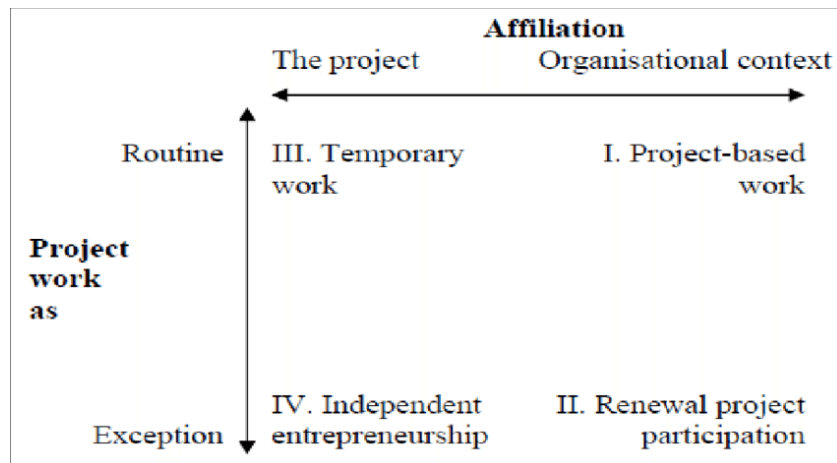 Affiliation
The project Organisational context
Routine III. Temporary I. Project-based
work work
Project
work
as
IV. Independent II. Renewal project
Exception entrepreneurship participation